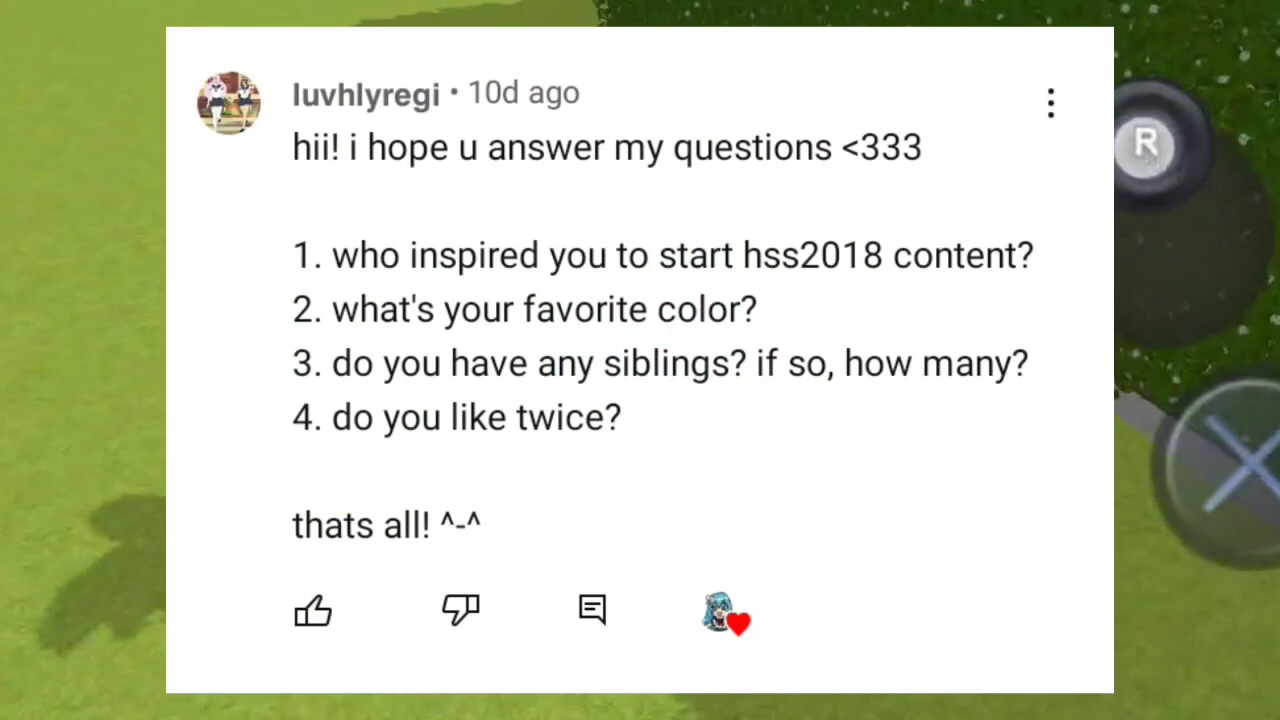 luvhlyregi • 10d ago
hii! i hope u answer my questions <333
1. who inspired you to start hss2018 content?
2. what's your favorite color?
3. do you have any siblings? if so, how many?
4. do you like twice?
thats all! ^-^
R